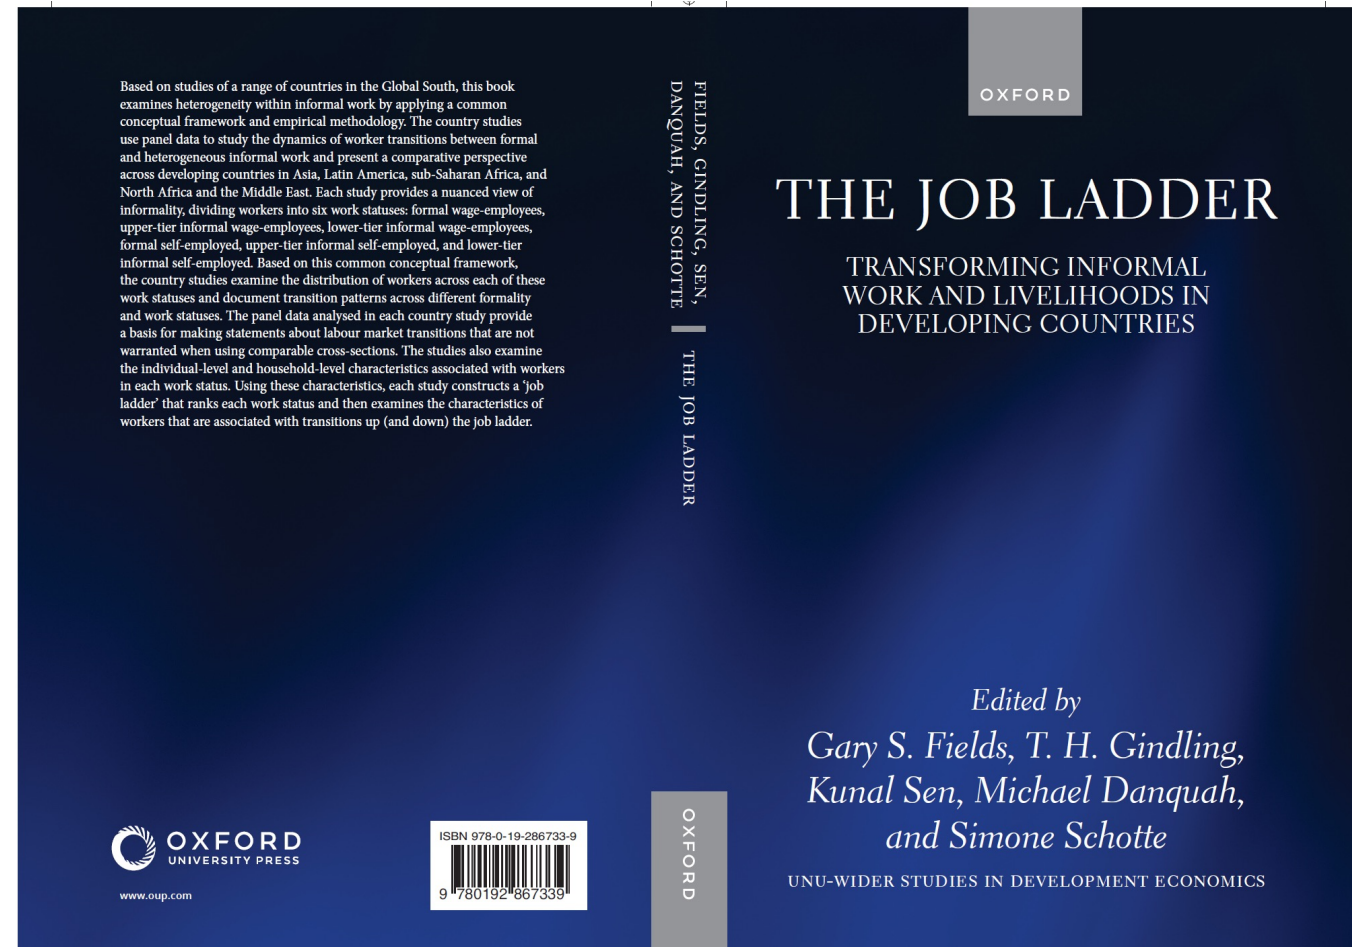 Based on studies of a range of countries in the Global South, this book
examines heterogeneity within informal work by applying a common
conceptual framework and empirical methodology. The country studies
use panel data to study the dynamics of worker transitions between formal
and heterogeneous informal work and present a comparative perspective
across developing countries in Asia, Latin America, sub-Saharan Africa, and
North Africa and the Middle East. Each study provides a nuanced view of
informality, dividing workers into six work statuses: formal wage-employees,
upper-tier informal wage-employees, lower-tier informal wage-employees,
formal self-employed, upper-tier informal self-employed, and lower-tier
informal self-employed. Based on this common conceptual framework,
the country studies examine the distribution of workers across each of these
work statuses and document transition patterns across different formality
and work statuses. The panel data analysed in each country study provide
a basis for making statements about labour market transitions that are not
warranted when using comparable cross-sections. The studies also examine
the individual-level and household-level characteristics associated with workers
in each work status. Using these characteristics, each study constructs a ‘job
ladder’ that ranks each work status and then examines the characteristics of
workers that are associated with transitions up (and down) the job ladder.
OXFORD
UNIVERSITY PRESS
www.oup.com
ISBN 978-0-19-286733-9
9 780192 867339
FIELDS, GINDLING, SEN,
DANQUAH, AND SCHOTTE
THE JOB LADDER
OXFORD
OXFORD
THE JOB LADDER
TRANSFORMING INFORMAL
WORK AND LIVELIHOODS IN
DEVELOPING COUNTRIES
Edited by
Gary S. Fields, T. H. Gindling,
Kunal Sen, Michael Danquah,
and Simone Schotte
UNU-WIDER STUDIES IN DEVELOPMENT ECONOMICS